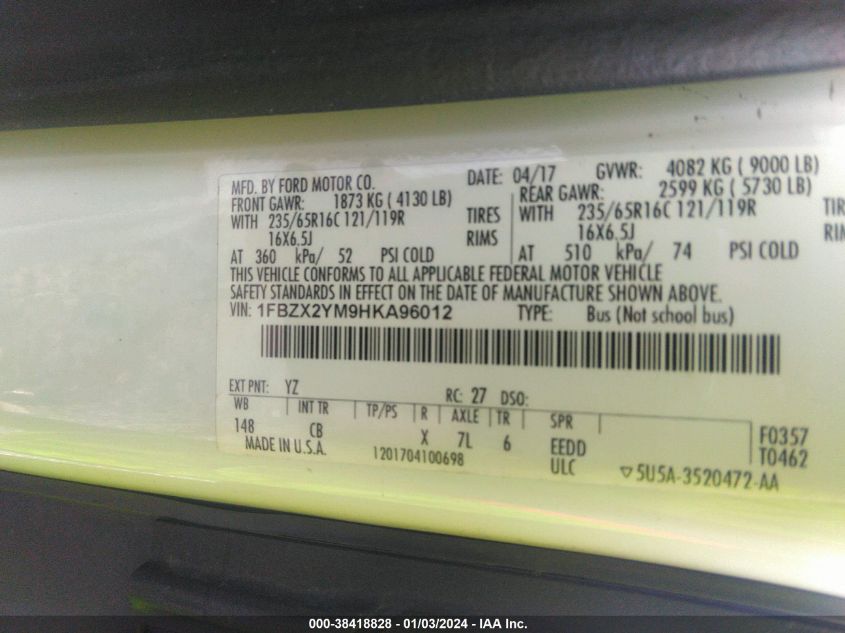 MFD. BY FORD MOTOR CO. DATE: 04/17 GVWR: 4082 KG ( 9000 LB)
FRONT GAWR: 1873 KG ( 4130 LB) REAR GAWR: 2599 KG ( 5730 LB)
WITH 235/65R16C 121/119R TIRES WITH 235/65R16C 121/119R
16X6.5J RIMS 16X6.5J
AT 360 kPa/ 52 PSI COLD AT 510 kPa/ 74 PSI COLD
THIS VEHICLE CONFORMS TO ALL APPLICABLE FEDERAL MOTOR VEHICLE
SAFETY STANDARDS IN EFFECT ON THE DATE OF MANUFACTURE SHOWN ABOVE.
VIN: 1FBZX2YM9HKA96012 TYPE: Bus (Not school bus)
EXT PNT: YZ RC: 27 DSO:
WB INT TR TP/PS R AXLE TR SPR
148 CB X 7L 6 EEDD F0357
MADE IN U.S.A. 1201704100698 ULC T0462
▽5U5A-3520472-AA
000-38418828 - 01/03/2024 - IAA Inc.